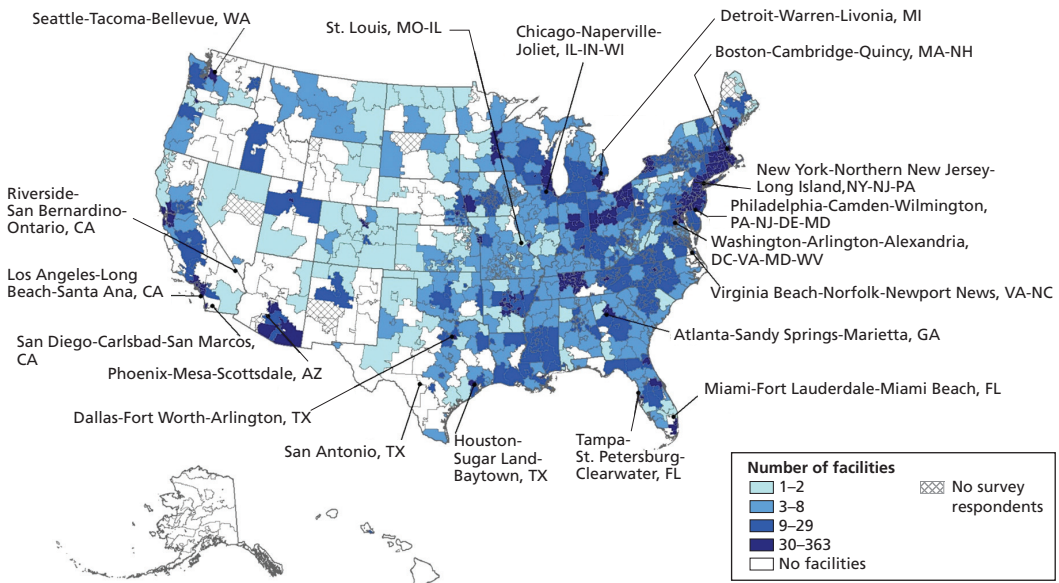 Seattle-Tacoma-Bellevue, WA
St. Louis, MO-IL
Chicago-Naperville-
Joliet, IL-IN-WI
Detroit-Warren-Livonia, MI
Boston-Cambridge-Quincy, MA-NH
New York-Northern New Jersey-
Long Island,NY-NJ-PA
Philadelphia-Camden-Wilmington,
PA-NJ-DE-MD
Washington-Arlington-Alexandria,
DC-VA-MD-WV
Virginia Beach-Norfolk-Newport News, VA-NC
Atlanta-Sandy Springs-Marietta, GA
Miami-Fort Lauderdale-Miami Beach, FL
Riverside-
San Bernardino-
Ontario, CA
Los Angeles-Long
Beach-Santa Ana, CA
San Diego-Carlsbad-San Marcos,
CA
Phoenix-Mesa-Scottsdale, AZ
Dallas-Fort Worth-Arlington, TX
San Antonio, TX
Houston-
Sugar Land-
Baytown, TX
Tampa-
St. Petersburg-
Clearwater, FL
Number of facilities
1–2
3–8
9–29
30–363
No facilities
No survey
respondents